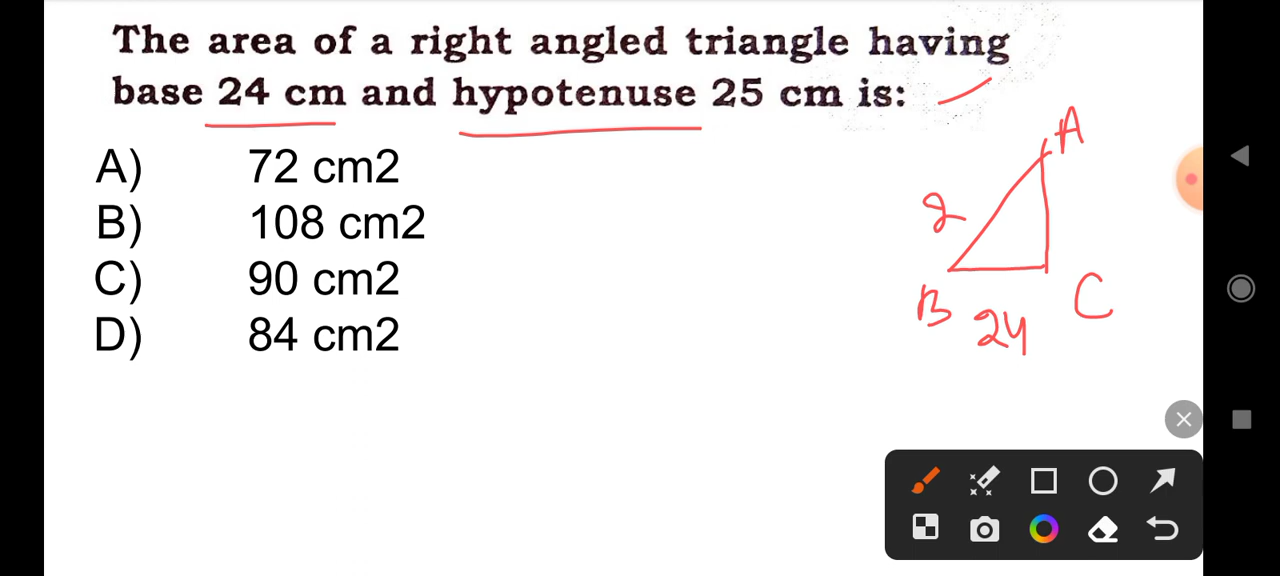 The area of a right angled triangle having
base 24 cm and hypotenuse 25 cm is:
A) 72 cm2
B) 108 cm2
C) 90 cm2
D) 84 cm2
A
2
B
24
C